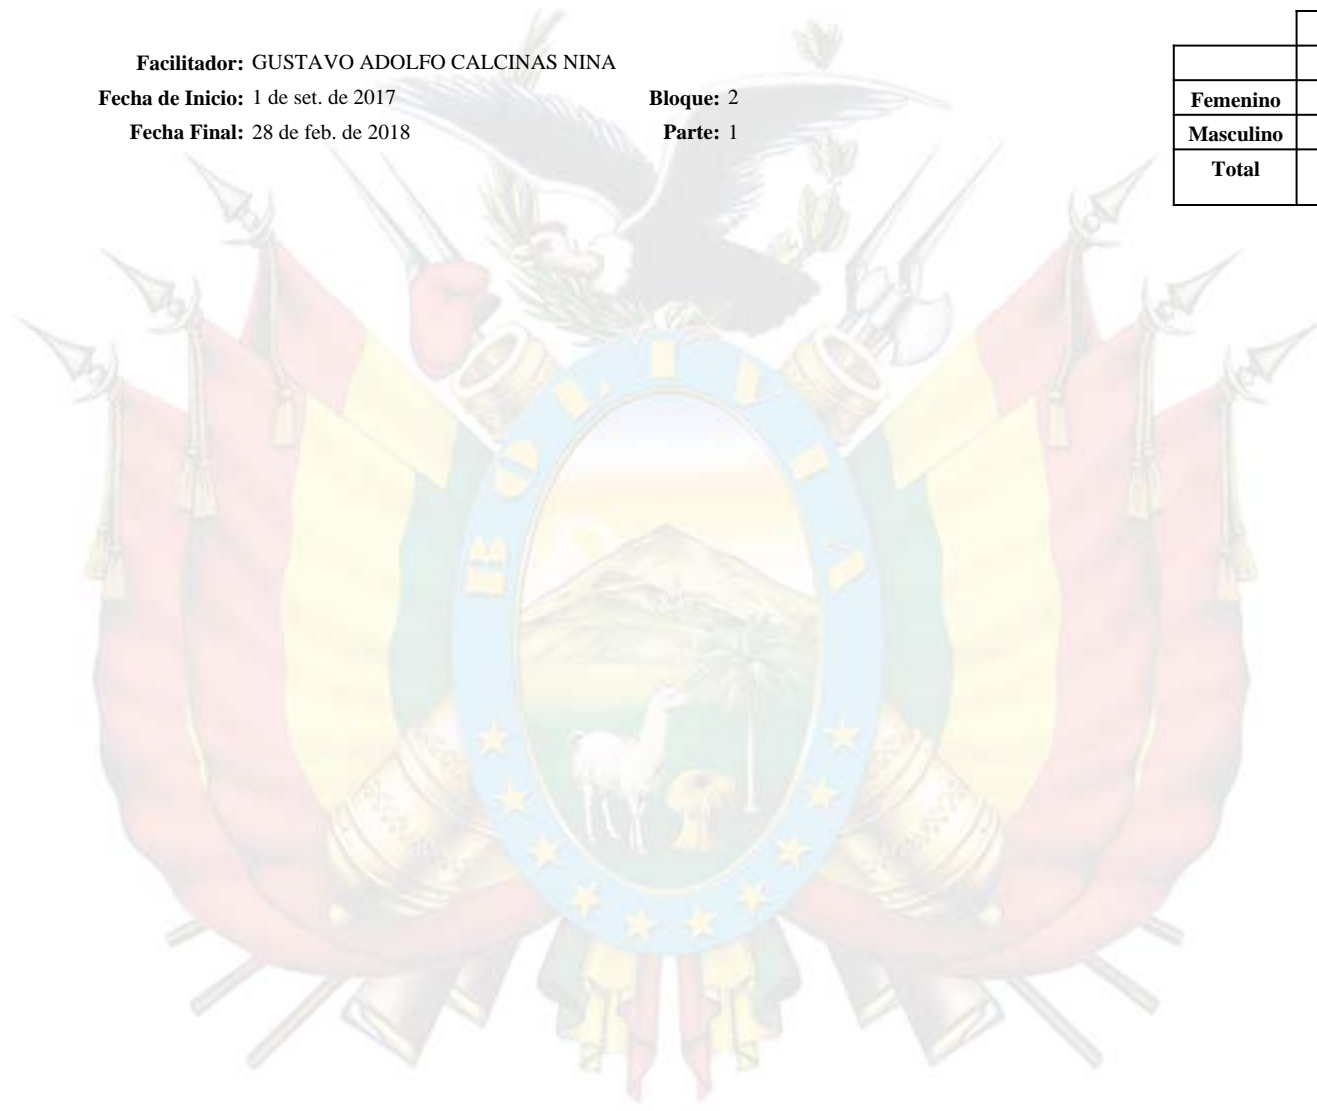 Facilitador: GUSTAVO ADOLFO CALCINAS NINA
Fecha de Inicio: 1 de set. de 2017 Bloque: 2
Fecha Final: 28 de feb. de 2018 Parte: 1
Femenino
Masculino
Total
BOLIVIA